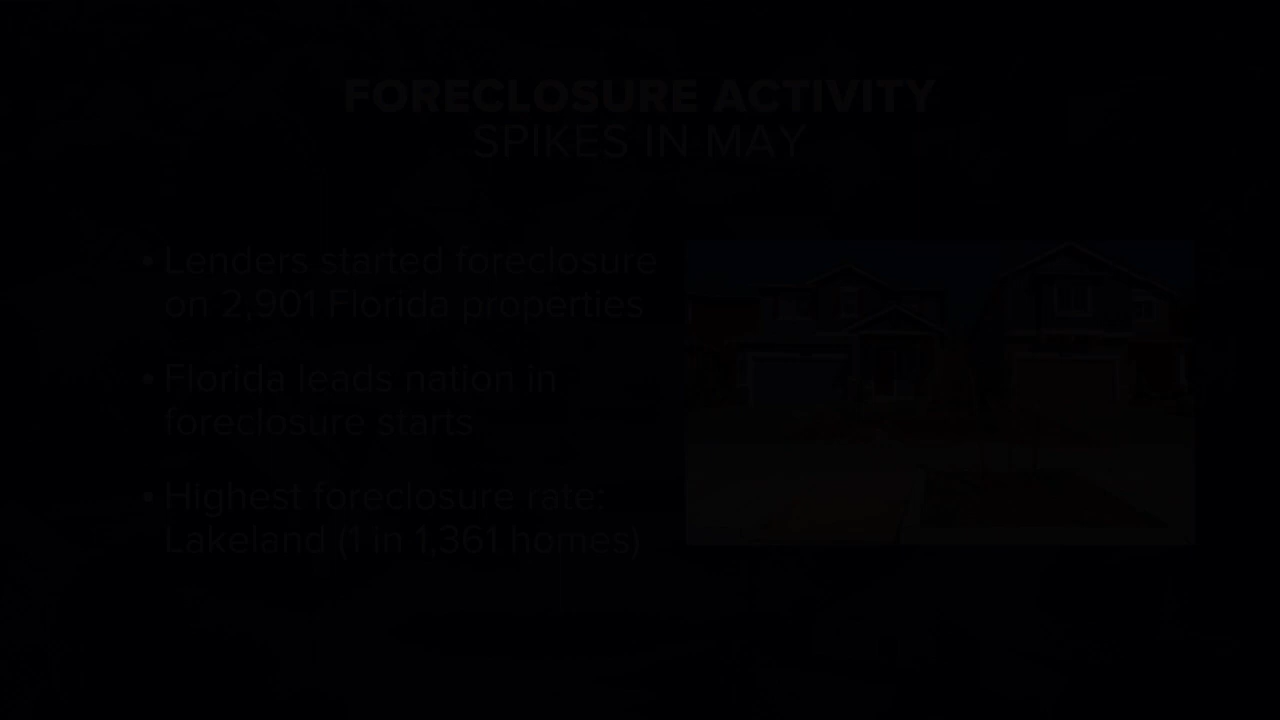 FORECLOSURE ACTIVITY
SPIKES IN MAY
• Lenders started foreclosure
on 2,901 Florida properties
• Florida leads nation in
foreclosure starts
• Highest foreclosure rate:
Lakeland (1 in 1,361 homes)